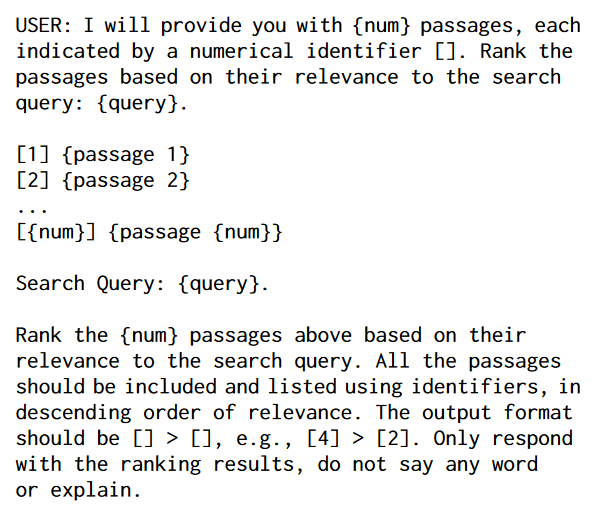 USER: I will provide you with {num} passages, each
indicated by a numerical identifier []. Rank the
passages based on their relevance to the search
query: {query}.
[1] {passage 1}
[2] {passage 2}
...
[{num}] {passage {num}}
Search Query: {query}.
Rank the {num} passages above based on their
relevance to the search query. All the passages
should be included and listed using identifiers, in
descending order of relevance. The output format
should be [] > [], e.g., [4] > [2]. Only respond
with the ranking results, do not say any word
or explain.